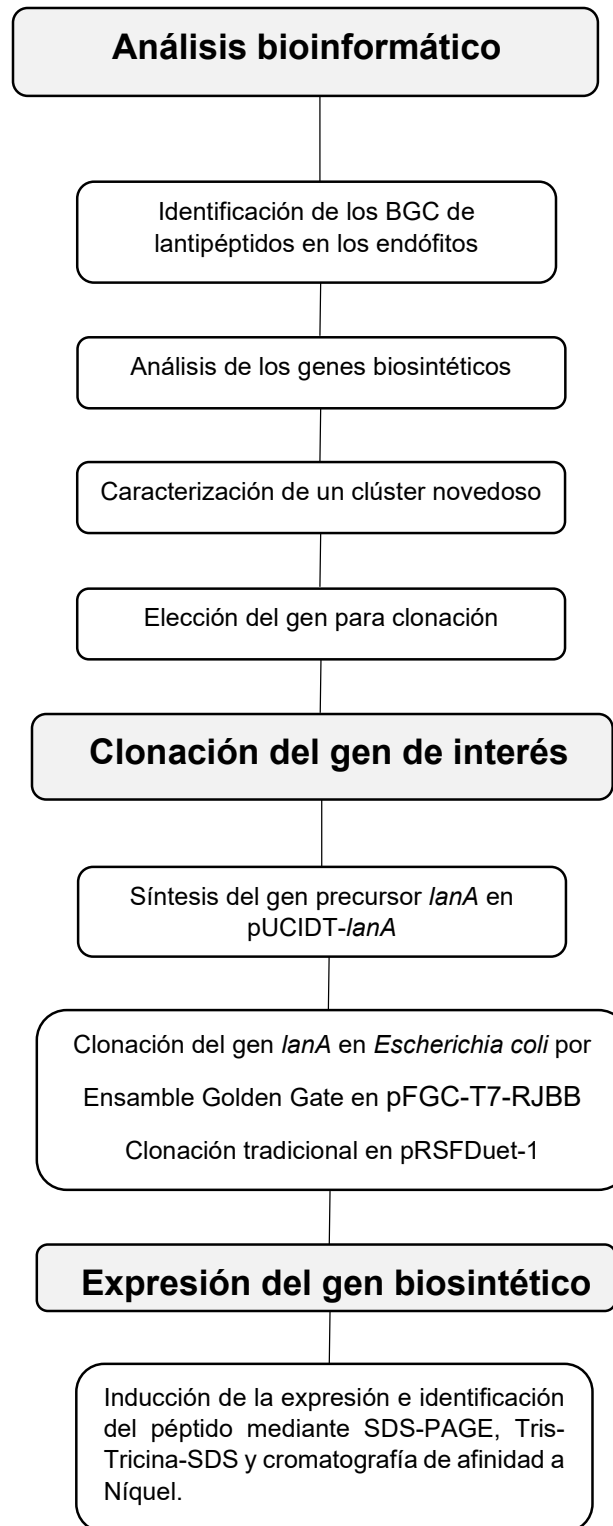 Análisis bioinformático
Identificación de los BGC de
lantipéptidos en los endófitos
Análisis de los genes biosintéticos
Caracterización de un clúster novedoso
Elección del gen para clonación
Clonación del gen de interés
Síntesis del gen precursor lanA en
pUCIDT-lanA
Clonación del gen lanA en Escherichia coli por
Ensamble Golden Gate en pFGC-T7-RJBB
Clonación tradicional en pRSFDuet-1
Expresión del gen biosintético
Inducción de la expresión e identificación
del péptido mediante SDS-PAGE, Tris-
Tricina-SDS y cromatografía de afinidad a
Níquel.